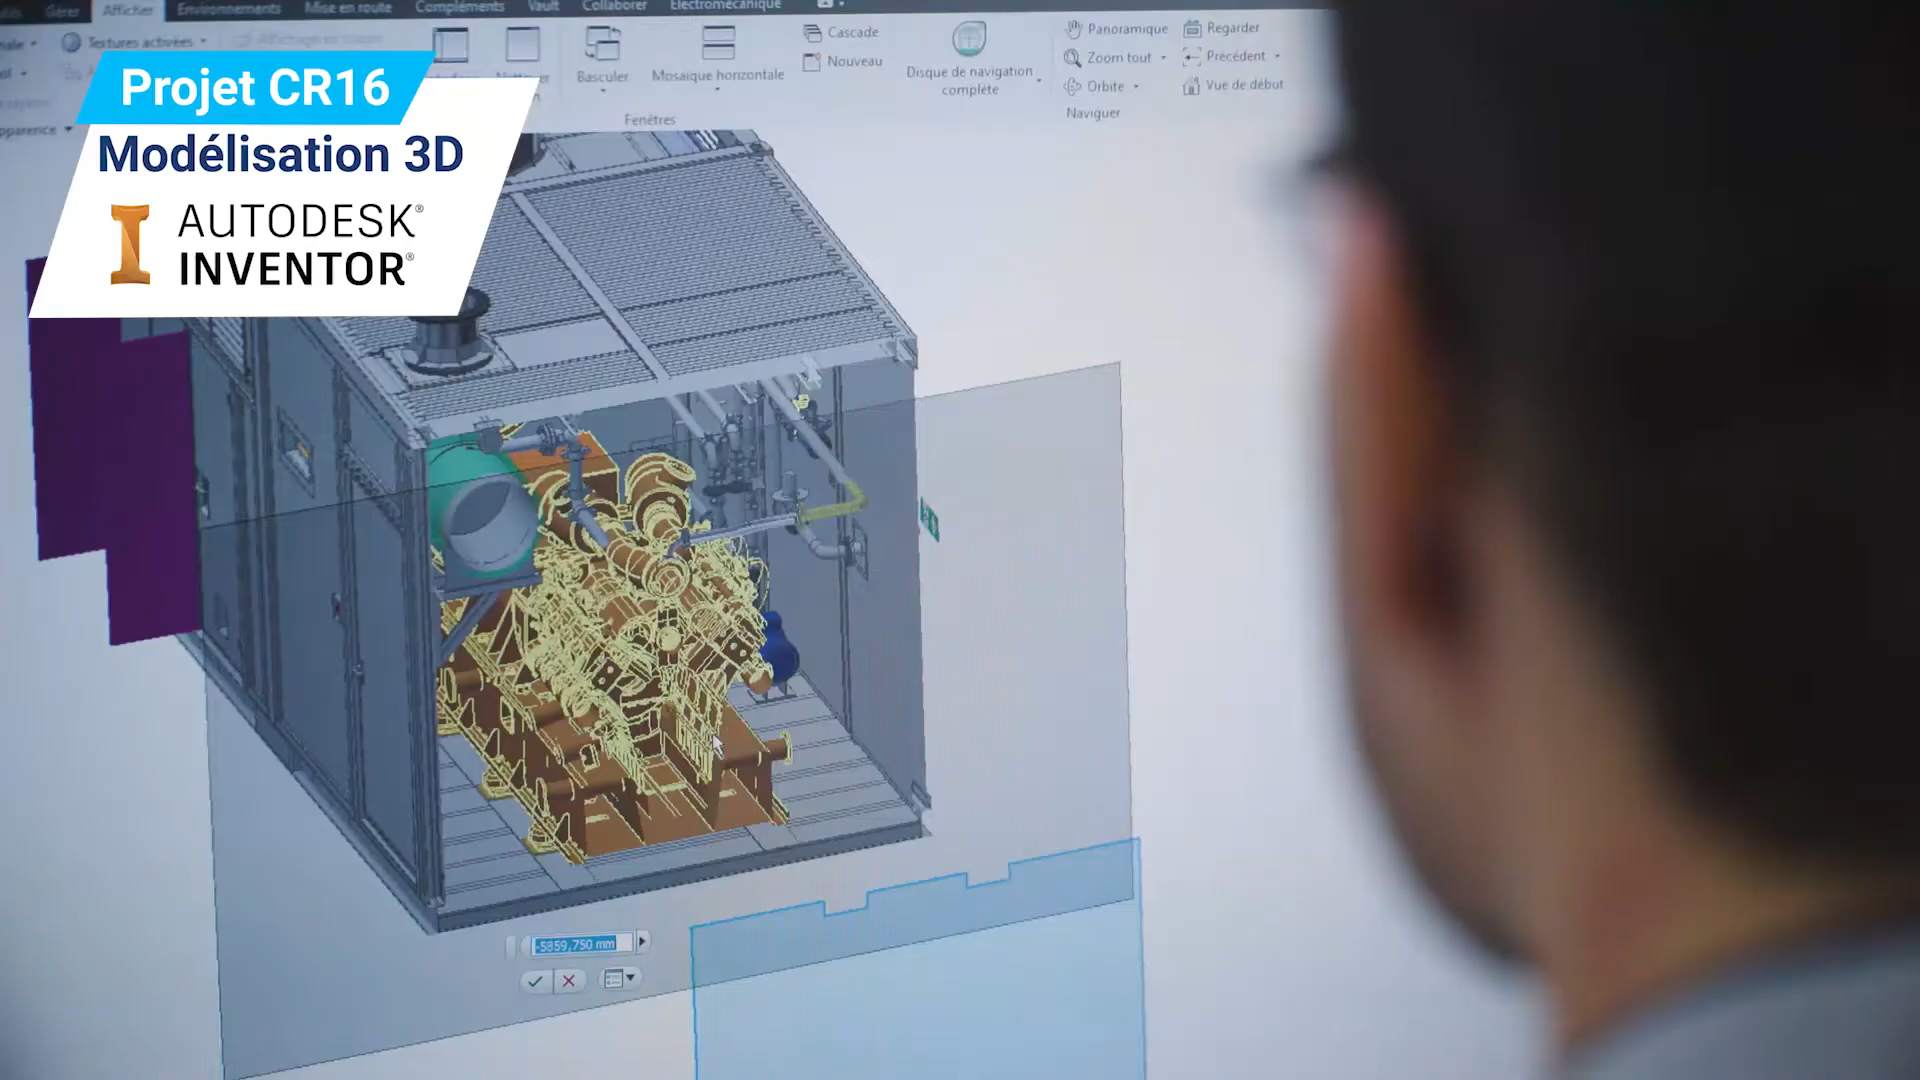 Gérer
Afficher
Environnements
Mise en route
Compléments
Vault
Collaborer
Electromécanique
Textures activées
Basculer
Mosaïque horizontale
Cascade
Nouveau
Fenêtres
Disque de navigation
complète
Panoramique
Zoom tout
Orbite
Regarder
Précédent
Vue de début
Naviguer
Projet CR16
Modélisation 3D
AUTODESK®
INVENTOR®
-5859,750 mm